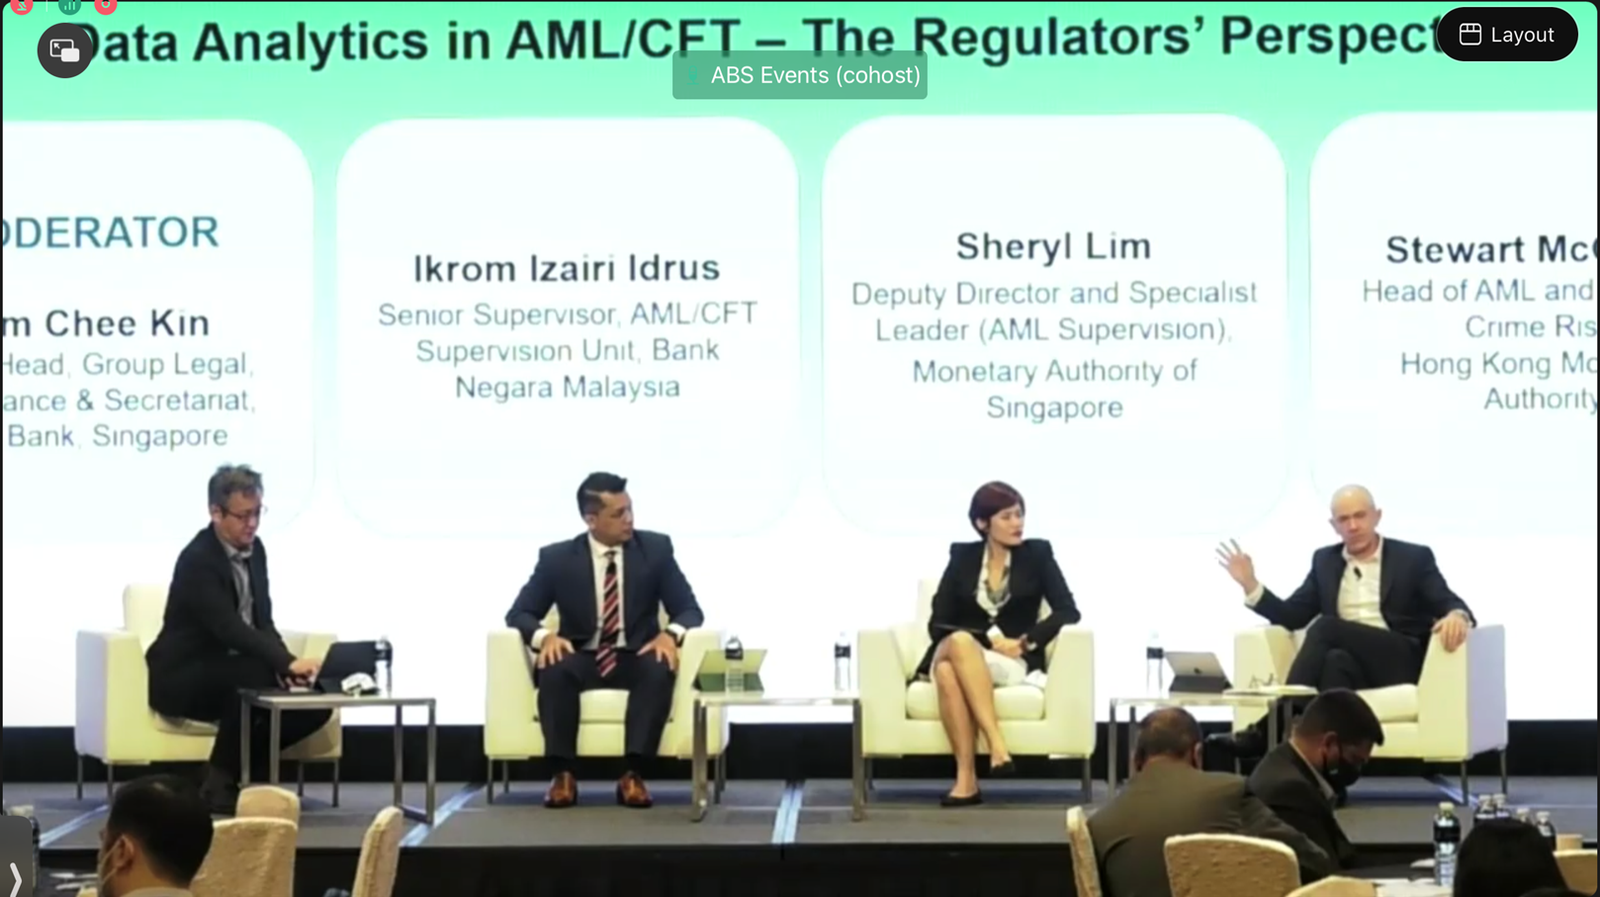 Data Analytics in AML/CFT – The Regulators’ Perspect
Layout
ABS Events (cohost)
ODERATOR
m Chee Kin
Head, Group Legal,
ance & Secretariat,
Bank, Singapore
Ikrom Izairi Idrus
Senior Supervisor, AML/CFT
Supervision Unit, Bank
Negara Malaysia
Sheryl Lim
Deputy Director and Specialist
Leader (AML Supervision),
Monetary Authority of
Singapore
Stewart McC
Head of AML and
Crime Ris
Hong Kong Mo
Authority